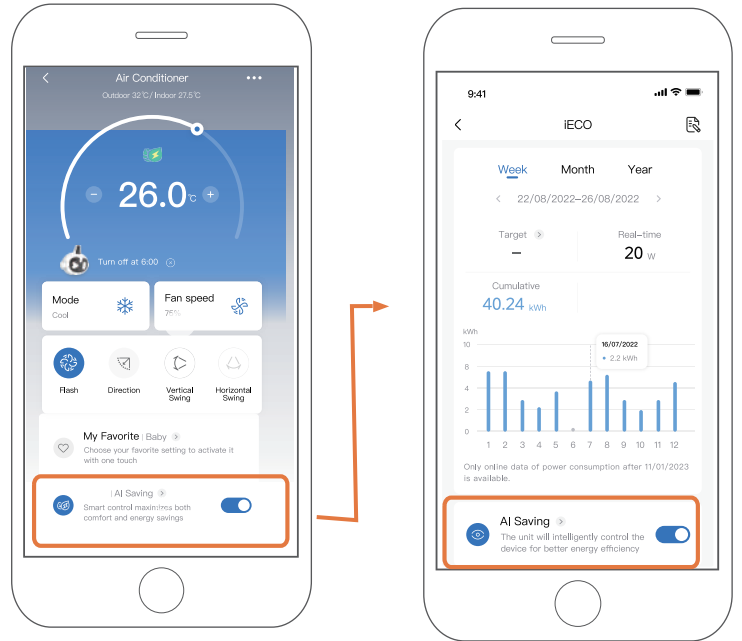 Air Conditioner
Outdoor 32℃/ Indoor 27.5℃
26.0℃
Turn off at 6:00
Mode
Cool
Fan speed
75%
Flash
Direction
Vertical
Swing
Horizontal
Swing
My Favorite | Baby
Choose your favorite setting to activate it
with one touch
| AI Saving
Smart control maximizes both
comfort and energy savings
9:41
iECO
Week
Month
Year
22/08/2022–26/08/2022
Target
–
Real–time
20 W
Cumulative
40.24 kWh
kWh
10
8
4
2
0
16/07/2022
2.2 kWh
1 2 3 4 5 6 7 8 9 10 11 12
Only online data of power consumption after 11/01/2023
is available.
AI Saving
The unit will intelligently control the
device for better energy efficiency